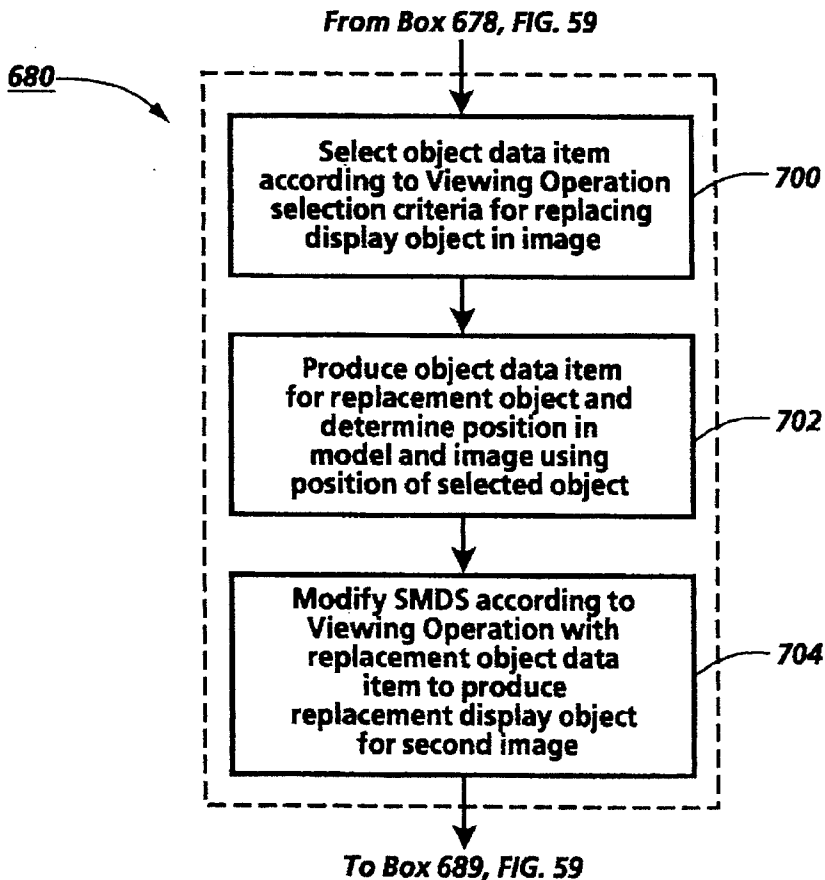 From Box 678, FIG. 59
680
Select object data item
according to Viewing Operation
selection criteria for replacing
display object in image
700
Produce object data item
for replacement object and
determine position in
model and image using
position of selected object
702
Modify SMDS according to
Viewing Operation with
replacement object data
item to produce
replacement display object
for second image
704
To Box 689, FIG. 59